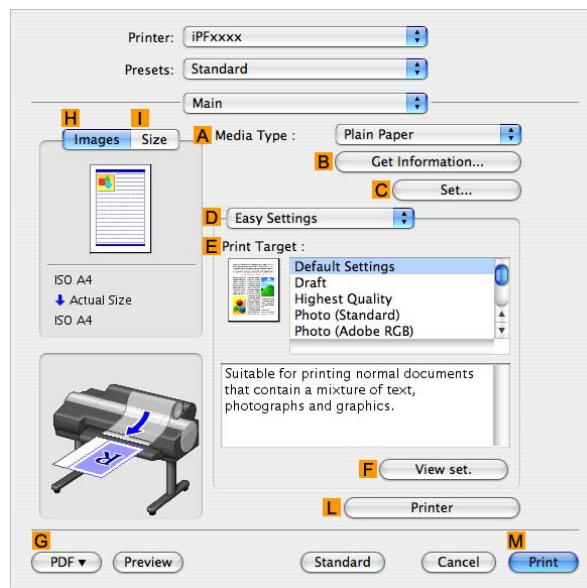 Printer: iPFxxxx
Presets: Standard
Main
H I
Images Size
A Media Type : Plain Paper
B Get Information...
C Set...
D Easy Settings
E Print Target :
Default Settings
Draft
Highest Quality
Photo (Standard)
Photo (Adobe RGB)
ISO A4
Actual Size
ISO A4
Suitable for printing normal documents
that contain a mixture of text,
photographs and graphics.
R
F View set.
L Printer
G M
PDF ▼ Preview Standard Cancel Print